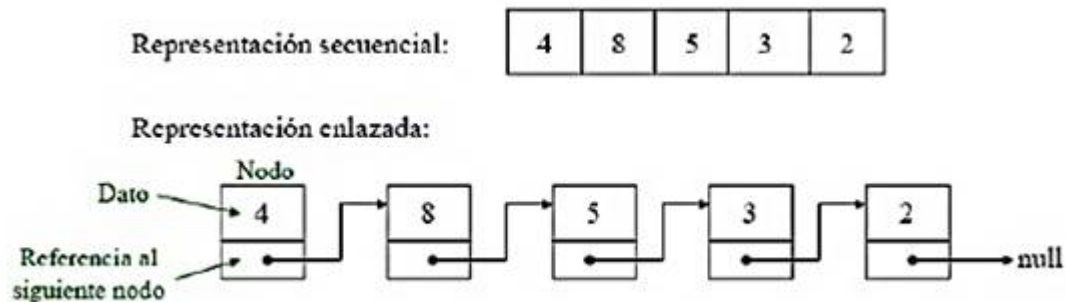 Representación secuencial:
4 8 5 3 2
Representación enlazada:
Nodo
Dato
4 8 5 3 2
Referencia al
siguiente nodo
null